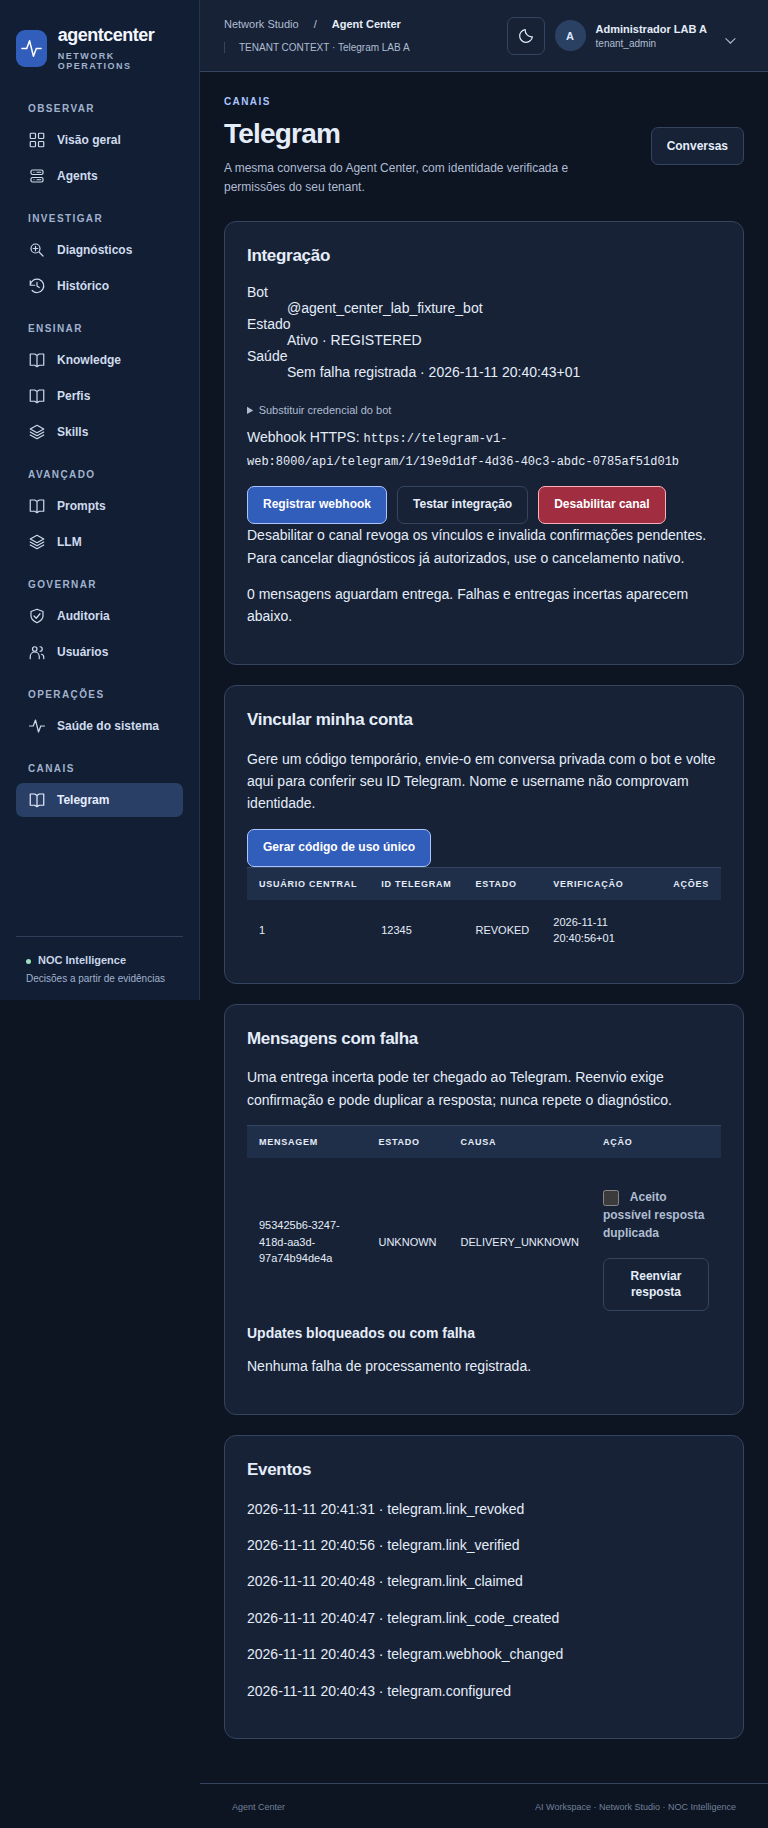 agentcenter
NETWORK
OPERATIONS
OBSERVAR
Visão geral
Agents
INVESTIGAR
Diagnósticos
Histórico
ENSINAR
Knowledge
Perfis
Skills
AVANÇADO
Prompts
LLM
GOVERNAR
Auditoria
Usuários
OPERAÇÕES
Saúde do sistema
CANAIS
Telegram
NOC Intelligence
Decisões a partir de evidências
Network Studio / Agent Center
TENANT CONTEXT · Telegram LAB A
A
Administrador LAB A
tenant_admin
CANAIS
Telegram
A mesma conversa do Agent Center, com identidade verificada e
permissões do seu tenant.
Conversas
Integração
Bot
@agent_center_lab_fixture_bot
Estado
Ativo · REGISTERED
Saúde
Sem falha registrada · 2026-11-11 20:40:43+01
Substituir credencial do bot
Webhook HTTPS: https://telegram-v1-
web:8000/api/telegram/1/19e9d1df-4d36-40c3-abdc-0785af51d01b
Registrar webhook Testar integração Desabilitar canal
Desabilitar o canal revoga os vínculos e invalida confirmações pendentes.
Para cancelar diagnósticos já autorizados, use o cancelamento nativo.
0 mensagens aguardam entrega. Falhas e entregas incertas aparecem
abaixo.
Vincular minha conta
Gere um código temporário, envie-o em conversa privada com o bot e volte
aqui para conferir seu ID Telegram. Nome e username não comprovam
identidade.
Gerar código de uso único
USUÁRIO CENTRAL ID TELEGRAM ESTADO VERIFICAÇÃO AÇÕES
1 12345 REVOKED 2026-11-11
20:40:56+01
Mensagens com falha
Uma entrega incerta pode ter chegado ao Telegram. Reenvio exige
confirmação e pode duplicar a resposta; nunca repete o diagnóstico.
MENSAGEM ESTADO CAUSA AÇÃO
953425b6-3247-
418d-aa3d-
97a74b94de4a
UNKNOWN
DELIVERY_UNKNOWN
Aceito
possível resposta
duplicada
Reenviar
resposta
Updates bloqueados ou com falha
Nenhuma falha de processamento registrada.
Eventos
2026-11-11 20:41:31 · telegram.link_revoked
2026-11-11 20:40:56 · telegram.link_verified
2026-11-11 20:40:48 · telegram.link_claimed
2026-11-11 20:40:47 · telegram.link_code_created
2026-11-11 20:40:43 · telegram.webhook_changed
2026-11-11 20:40:43 · telegram.configured
Agent Center
AI Workspace · Network Studio · NOC Intelligence